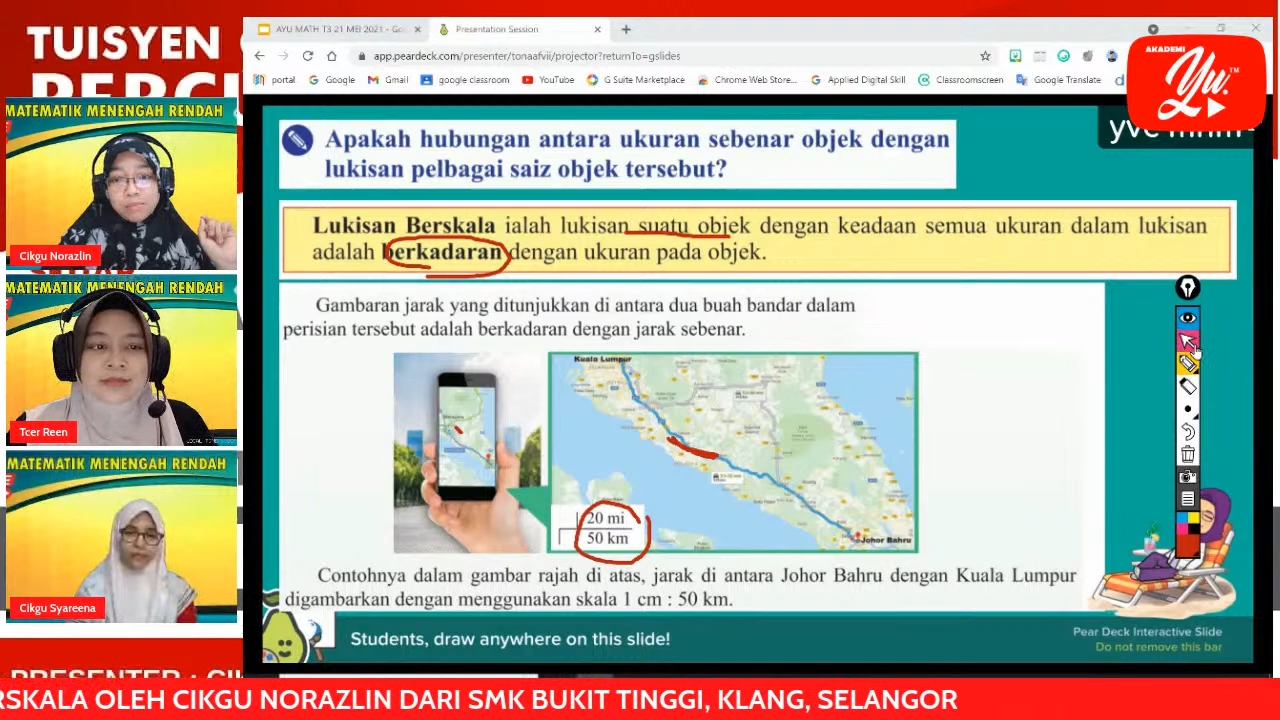 TUISYEN
AYU MATH T3 21 MEI 2021 - Go
Presentation Session
app.peardeck.com/presenter/tonaafvii/projector?returnTo=gslides
portal
Google
Gmail
google classroom
YouTube
G Suite Marketplace
Chrome Web Store...
Applied Digital Skill
Classroomscreen
Google Translate
AKADEMI
Yu.
TM
MATEMATIK MENENGAH RENDAH
Cikgu Norazlin
Tcer Reen
MATEMATIK MENENGAH RENDAH
Cikgu Syareena
Apakah hubungan antara ukuran sebenar objek dengan
lukisan pelbagai saiz objek tersebut?
Lukisan Berskala ialah lukisan suatu objek dengan keadaan semua ukuran dalam lukisan
adalah berkadaran dengan ukuran pada objek.
Gambaran jarak yang ditunjukkan di antara dua buah bandar dalam
perisian tersebut adalah berkadaran dengan jarak sebenar.
Kuala Lumpur
20 mi
50 km
Johor Bahru
Contohnya dalam gambar rajah di atas, jarak di antara Johor Bahru dengan Kuala Lumpur
digambarkan dengan menggunakan skala 1 cm : 50 km.
Students, draw anywhere on this slide!
Pear Deck Interactive Slide
Do not remove this bar
RSKALA OLEH CIKGU NORAZLIN DARI SMK BUKIT TINGGI, KLANG, SELANGOR